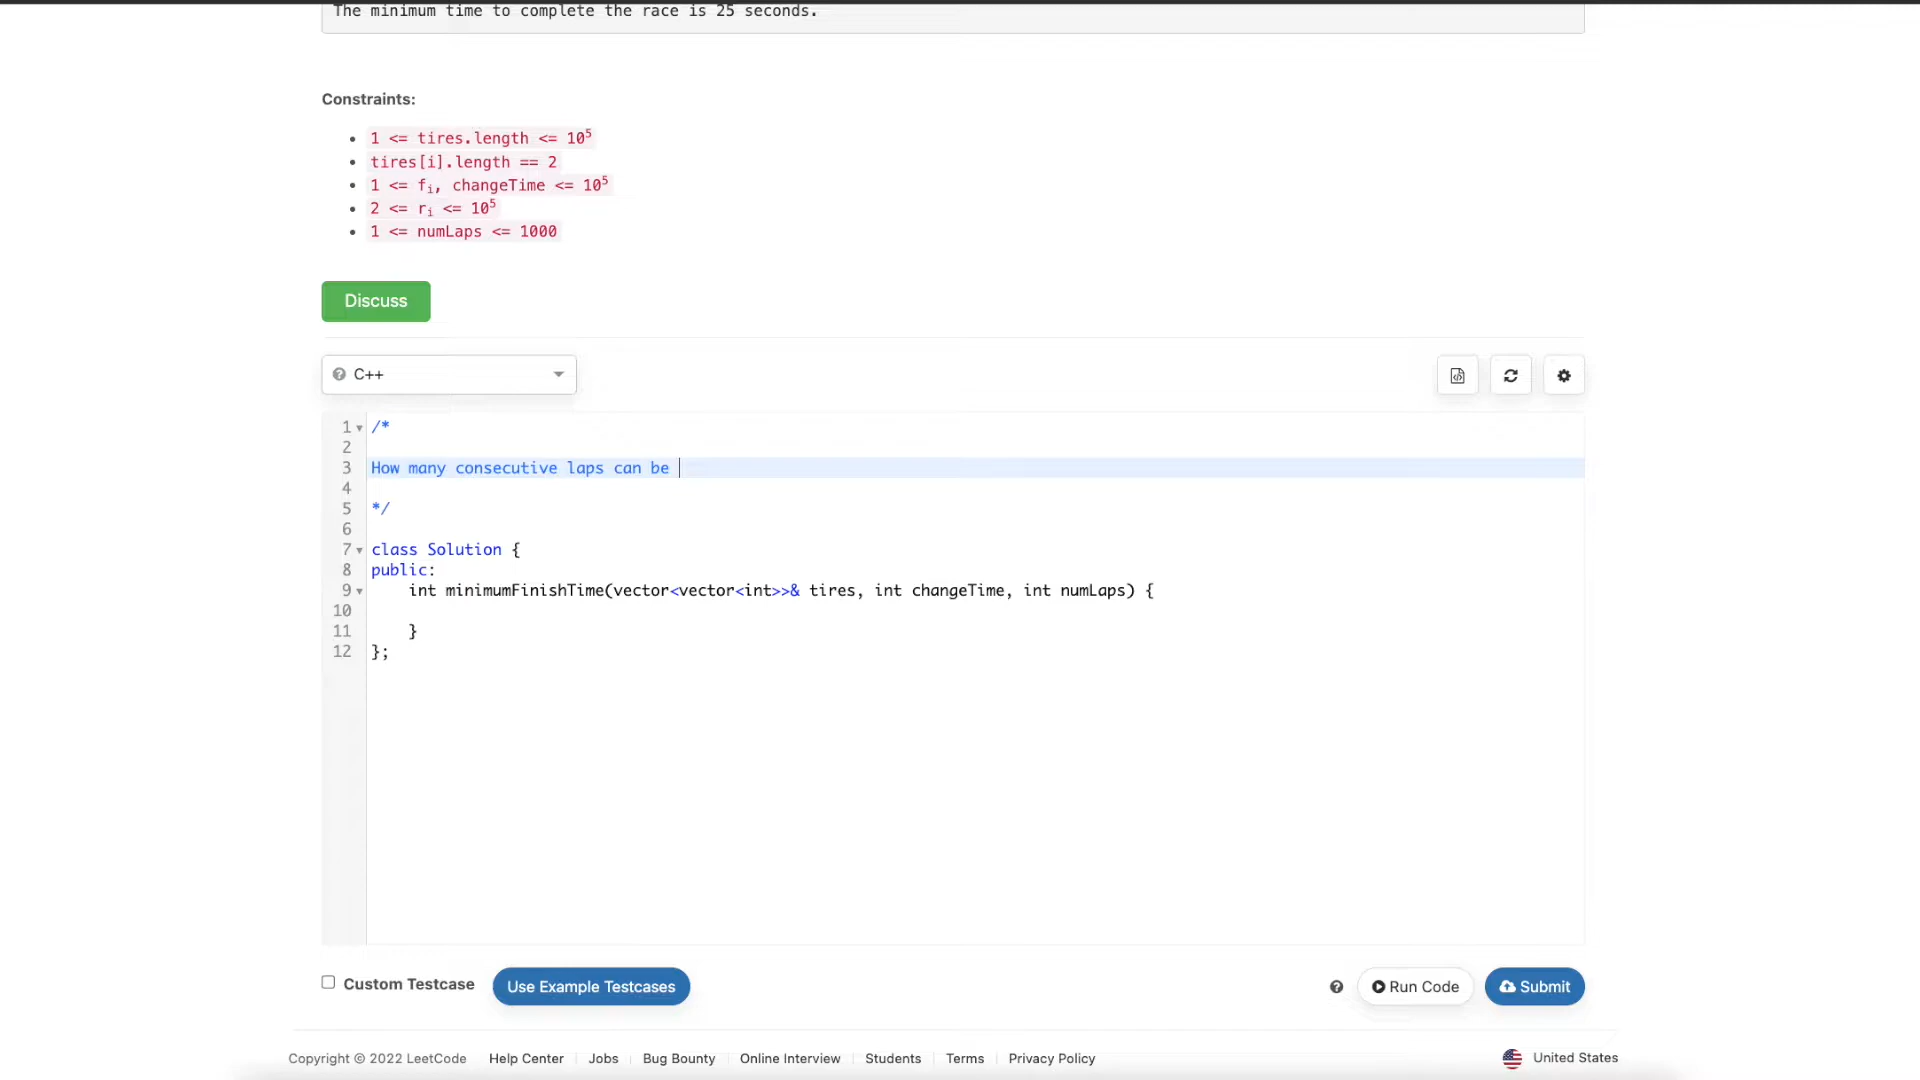 The minimum time to complete the race is 25 seconds.
Constraints:
1 <= tires.length <= 10⁵
tires[i].length == 2
1 <= fᵢ, changeTime <= 10⁵
2 <= rᵢ <= 10⁵
1 <= numLaps <= 1000
Discuss
C++
1 /*
2
3 How many consecutive laps can be
4
5 */
6
7 class Solution {
8 public:
9 int minimumFinishTime(vector<vector<int>>& tires, int changeTime, int numLaps) {
10
11 }
12 };
Custom Testcase Use Example Testcases Run Code Submit
Copyright © 2022 LeetCode Help Center Jobs Bug Bounty Online Interview Students Terms Privacy Policy United States